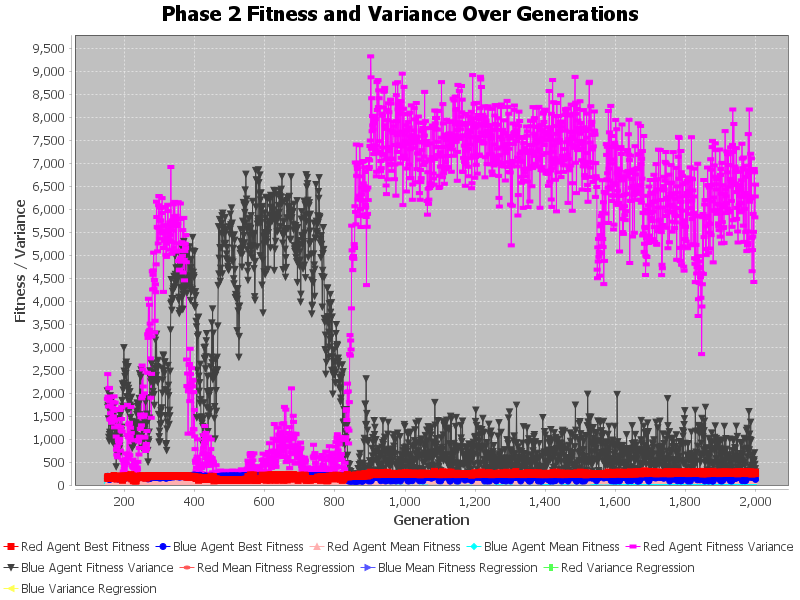 Phase 2 Fitness and Variance Over Generations
9,500
9,000
8,500
8,000
7,500
7,000
6,500
6,000
5,500
5,000
4,500
4,000
3,500
3,000
2,500
2,000
1,500
1,000
500
0
Fitness / Variance
200 400 600 800 1,000 1,200 1,400 1,600 1,800 2,000
Generation
Red Agent Best Fitness Blue Agent Best Fitness Red Agent Mean Fitness Blue Agent Mean Fitness Red Agent Fitness Variance
Blue Agent Fitness Variance Red Mean Fitness Regression Blue Mean Fitness Regression Red Variance Regression
Blue Variance Regression